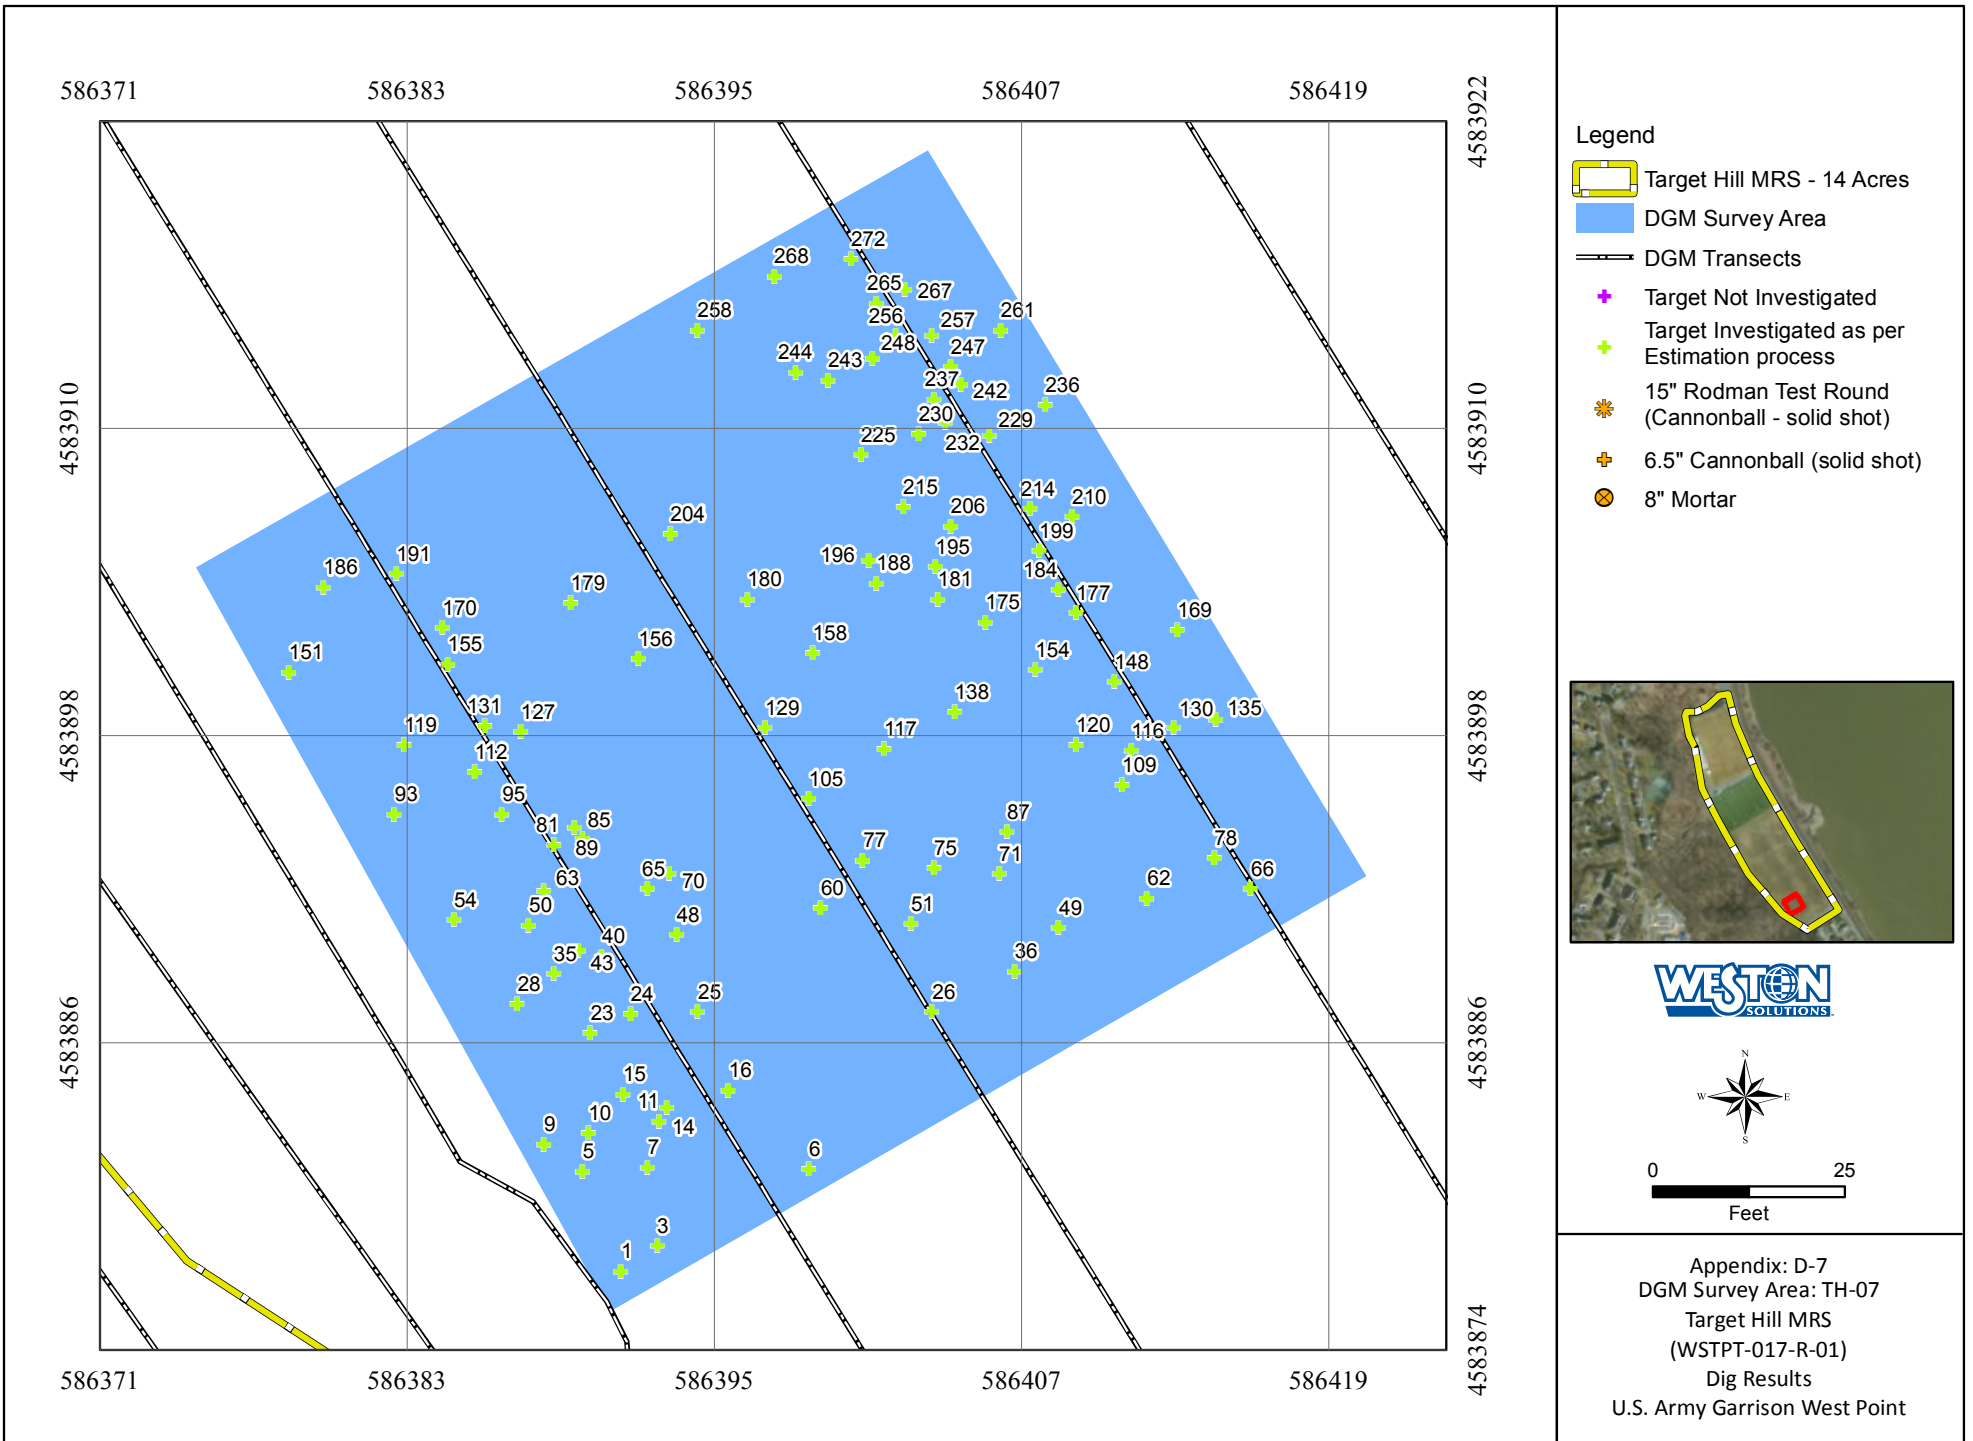 586371 586383 586395 586407 586419
4583922
4583910 4583910
4583898 4583898
4583886 4583886
4583874
586371 586383 586395 586407 586419
272
268
265 267
258 256 257 261
248
244 243 247
237 242 236
230 229
225 232
215 214 210
206
204 199
196 195
191 188 184
186 179 180 181 177
170 175 169
155 156 158 154
151 148
138
131 127 129 130 135
119 117 120 116
112
105 109
93 95
81 85 87
89
77 75 71 78
65 70 66
63 62
54 50 60 51 49
48
40
35 43 36
28
24 25 26
23
15 16
11
10 14
9
5 7 6
3
1
Legend
Target Hill MRS - 14 Acres
DGM Survey Area
DGM Transects
Target Not Investigated
Target Investigated as per
Estimation process
15" Rodman Test Round
(Cannonball - solid shot)
6.5" Cannonball (solid shot)
8" Mortar
WESTON
SOLUTIONS
N
W E
S
0 25
Feet
Appendix: D-7
DGM Survey Area: TH-07
Target Hill MRS
(WSTPT-017-R-01)
Dig Results
U.S. Army Garrison West Point